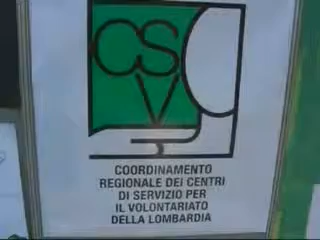 CSV
COORDINAMENTO
REGIONALE DEI CENTRI
DI SERVIZIO PER
IL VOLONTARIATO
DELLA LOMBARDIA